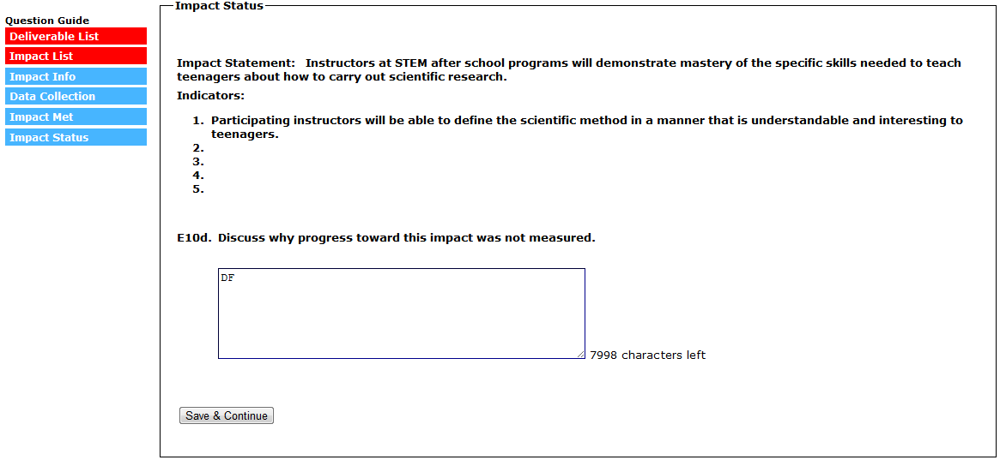 Question Guide
Deliverable List
Impact List
Impact Info
Data Collection
Impact Met
Impact Status
Impact Status
Impact Statement: Instructors at STEM after school programs will demonstrate mastery of the specific skills needed to teach
teenagers about how to carry out scientific research.
Indicators:
1. Participating instructors will be able to define the scientific method in a manner that is understandable and interesting to
teenagers.
2.
3.
4.
5.
E10d. Discuss why progress toward this impact was not measured.
DF
7998 characters left
Save & Continue